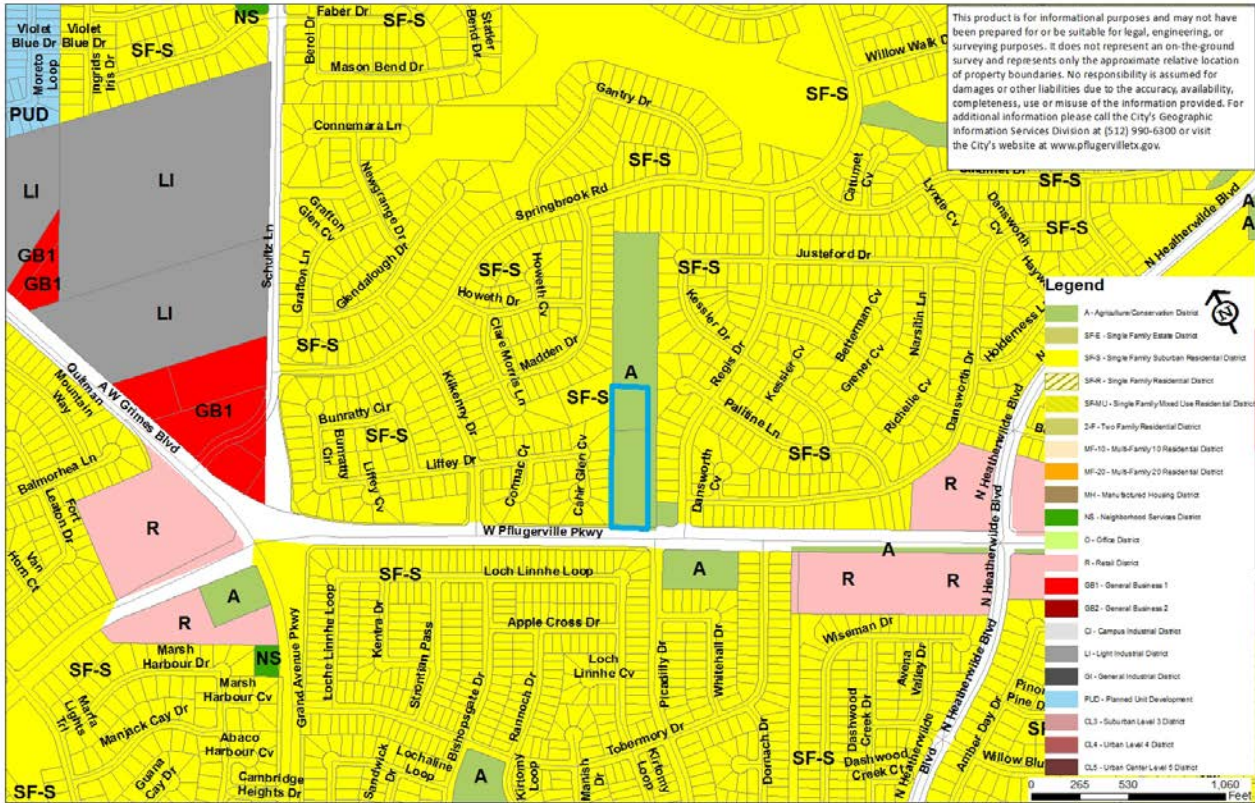 This product is for informational purposes and may not have
been prepared for or be suitable for legal, engineering, or
surveying purposes. It does not represent an on-the-ground
survey and represents only the approximate relative location
of property boundaries. No responsibility is assumed for
damages or other liabilities due to the accuracy, availability,
completeness, use or misuse of the information provided. For
additional information please call the City's Geographic
Information Services Division at (512) 990-6300 or visit
the City's website at www.pflugervilletx.gov.
NS
Violet
Blue Dr
Violet
Blue Dr
SF-S
Moreto
Loop
Ingrids
Iris Dr
PUD
Faber Dr
Berol Dr
SF-S
Mason Bend Dr
Bend Dr
Willow Walk D
SF-S
Gantry Dr
Connemara Ln
SF-S
Newgrange Dr
Springbrook Rd
Catumet
Cv
Lynde Cv
Dansworth
Cv
SF-S
SF-S
N Heatherwilde Blvd
A
A
LI
LI
GB1
GB1
LI
Schultz Ln
Grafton
Glen Cv
Grafton Ln
Glendalough Dr
SF-S
Howeth Cv
Howeth Dr
Clare Morris Ln
Madden Dr
SF-S
SF-S
Justeford Dr
Kessler Dr
Regis Dr
Kessler Cv
Betterman Cv
Greiner Cv
Narsitin Ln
Richelle Cv
Dansworth Dr
Palitine Ln
SF-S
A
SF-S
Quitman
Mountain
Way
A W Grimes Blvd
GB1
Bunratty Cir
SF-S
Bunratty
Cir
Liffey Dr
Liffey Cv
Kilkenny Dr
Cormac Ct
Cahir Glen Cv
Dansworth
Cv
R
N Heatherwilde Blvd
N Heatherwilde Blvd
Balmorhea Ln
Fort
Leaton Dr
Van
Horn Ct
R
W Pflugerville Pkwy
A
A
R
R
N Heatherwilde Blvd
A
R
NS
SF-S
Marsh
Harbour Dr
Marsh
Harbour Cv
Marfa
Lights
Trl
Manjack Cay Dr
Abaco
Harbour Cv
Guana
Cay Dr
Cambridge
Heights Dr
SF-S
Grand Avenue Pkwy
SF-S
Loch Linnhe Loop
Loche Linnhe Loop
Kentra Dr
Strontian Pass
Apple Cross Dr
Loch
Linnhe Cv
Bishopsgate Dr
Rannoch Dr
Picadilly Dr
Whitehall Dr
Tobermory Dr
Sandwick
Dr
Lochaline
Loop
A
Kirtomy
Loop
Manish
Dr
Kirtomy
Loop
Dornach Dr
Wiseman Dr
Avena
Valley Dr
Dashwood
Creek Dr
Dashwood
Creek Ct
SF-S
N Heatherwilde
Blvd
N Heatherwilde Blvd
Amber Day Dr
Pine D
Willow Blu
Legend
N
A - Agriculture/Conservation District
SF-E - Single Family Estate District
SF-S - Single Family Suburban Residential District
SF-R - Single Family Residential District
SF-MU - Single Family Mixed Use Residential District
2-F - Two Family Residential District
MF-10 - Multi-Family 10 Residential District
MF-20 - Multi-Family 20 Residential District
MH - Manufactured Housing District
NS - Neighborhood Services District
O - Office District
R - Retail District
GB1 - General Business 1
GB2 - General Business 2
CI - Campus Industrial District
LI - Light Industrial District
GI - General Industrial District
PUD - Planned Unit Development
CL3 - Suburban Level 3 District
CL4 - Urban Level 4 District
CL5 - Urban Center Level 5 District
0 265 530 1,060
Feet